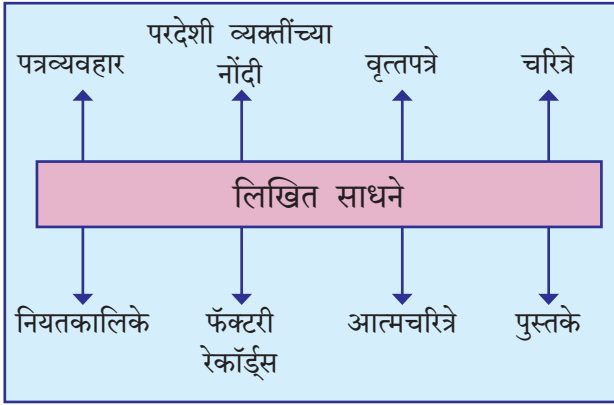 पत्रव्यवहार
परदेशी व्यक्तींच्या
नोंदी
वृत्तपत्रे
चरित्रे
लिखित साधने
नियतकालिके
फॅक्टरी
रेकॉर्ड्स
आत्मचरित्रे
पुस्तके